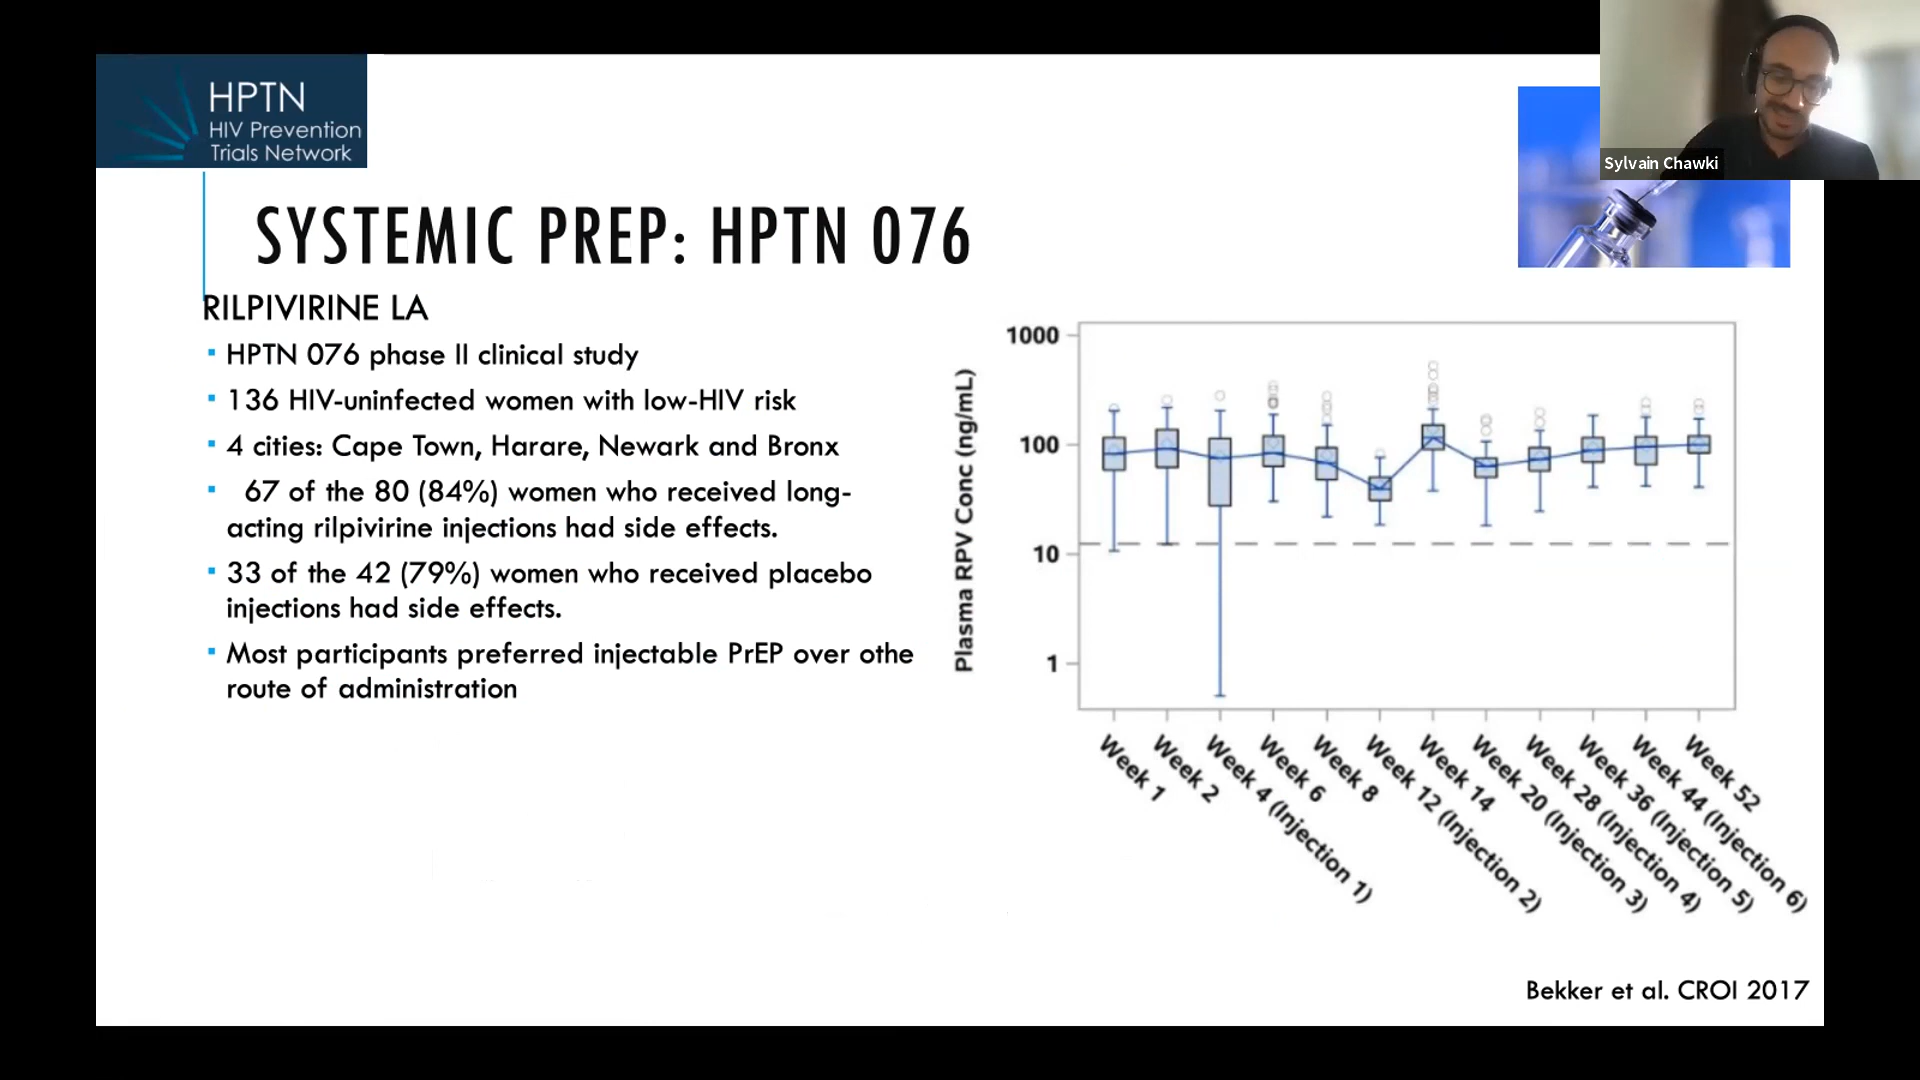 HPTN
HIV Prevention
Trials Network
Sylvain Chawki
SYSTEMIC PREP: HPTN 076
RILPIVIRINE LA
▪ HPTN 076 phase II clinical study
▪ 136 HIV-uninfected women with low-HIV risk
▪ 4 cities: Cape Town, Harare, Newark and Bronx
▪ 67 of the 80 (84%) women who received long-
acting rilpivirine injections had side effects.
▪ 33 of the 42 (79%) women who received placebo
injections had side effects.
▪ Most participants preferred injectable PrEP over othe
route of administration
Plasma RPV Conc (ng/mL)
1000
100
10
1
Week 1
Week 2
Week 4 (Injection 1)
Week 6
Week 8
Week 12 (Injection 2)
Week 14
Week 20 (Injection 3)
Week 28 (Injection 4)
Week 36 (Injection 5)
Week 44 (Injection 6)
Week 52
Bekker et al. CROI 2017